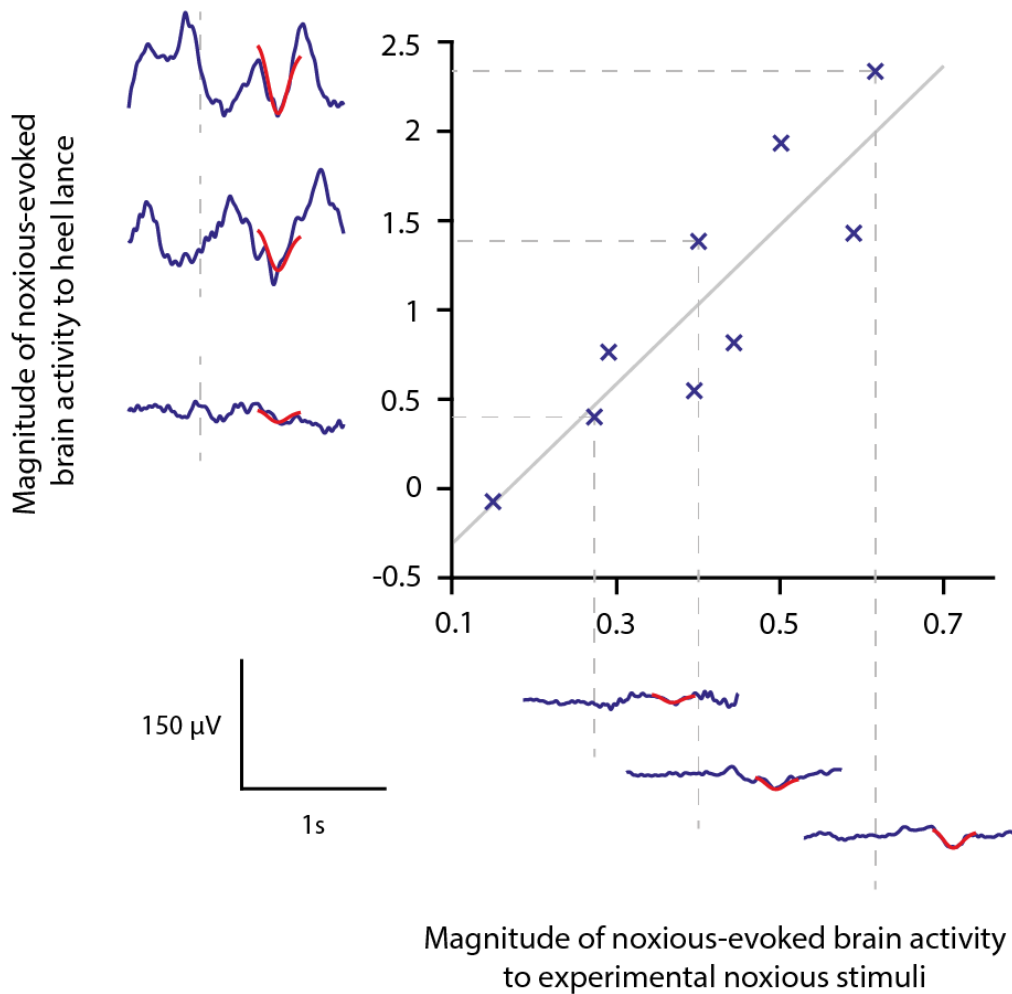 Magnitude of noxious-evoked
brain activity to heel lance
2.5
2
1.5
1
0.5
0
-0.5
0.1
0.3
0.5
0.7
150 µV
1s
Magnitude of noxious-evoked brain activity
to experimental noxious stimuli